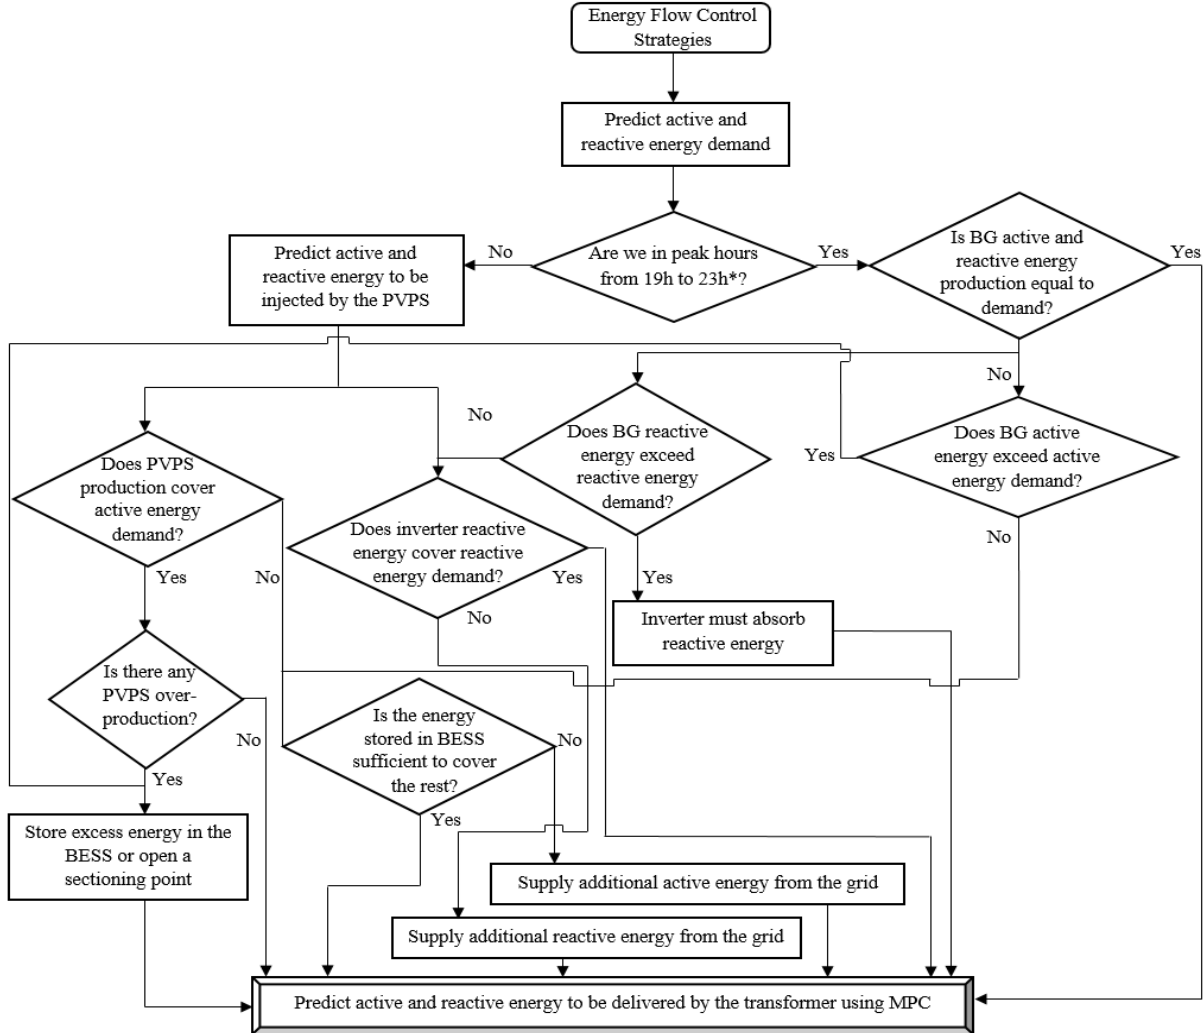 Energy Flow Control
Strategies
Predict active and
reactive energy demand
Are we in peak hours
from 19h to 23h*?
No
Yes
Predict active and
reactive energy to be
injected by the PVPS
Is BG active and
reactive energy
production equal to
demand?
Yes
No
Does BG reactive
energy exceed
reactive energy
demand?
No
Yes
Does BG active
energy exceed active
energy demand?
Yes
No
Does PVPS
production cover
active energy
demand?
Yes
No
Does inverter reactive
energy cover reactive
energy demand?
Yes
No
Inverter must absorb
reactive energy
Is there any
PVPS over-
production?
No
Yes
Is the energy
stored in BESS
sufficient to cover
the rest?
No
Yes
Store excess energy in the
BESS or open a
sectioning point
Supply additional active energy from the grid
Supply additional reactive energy from the grid
Predict active and reactive energy to be delivered by the transformer using MPC